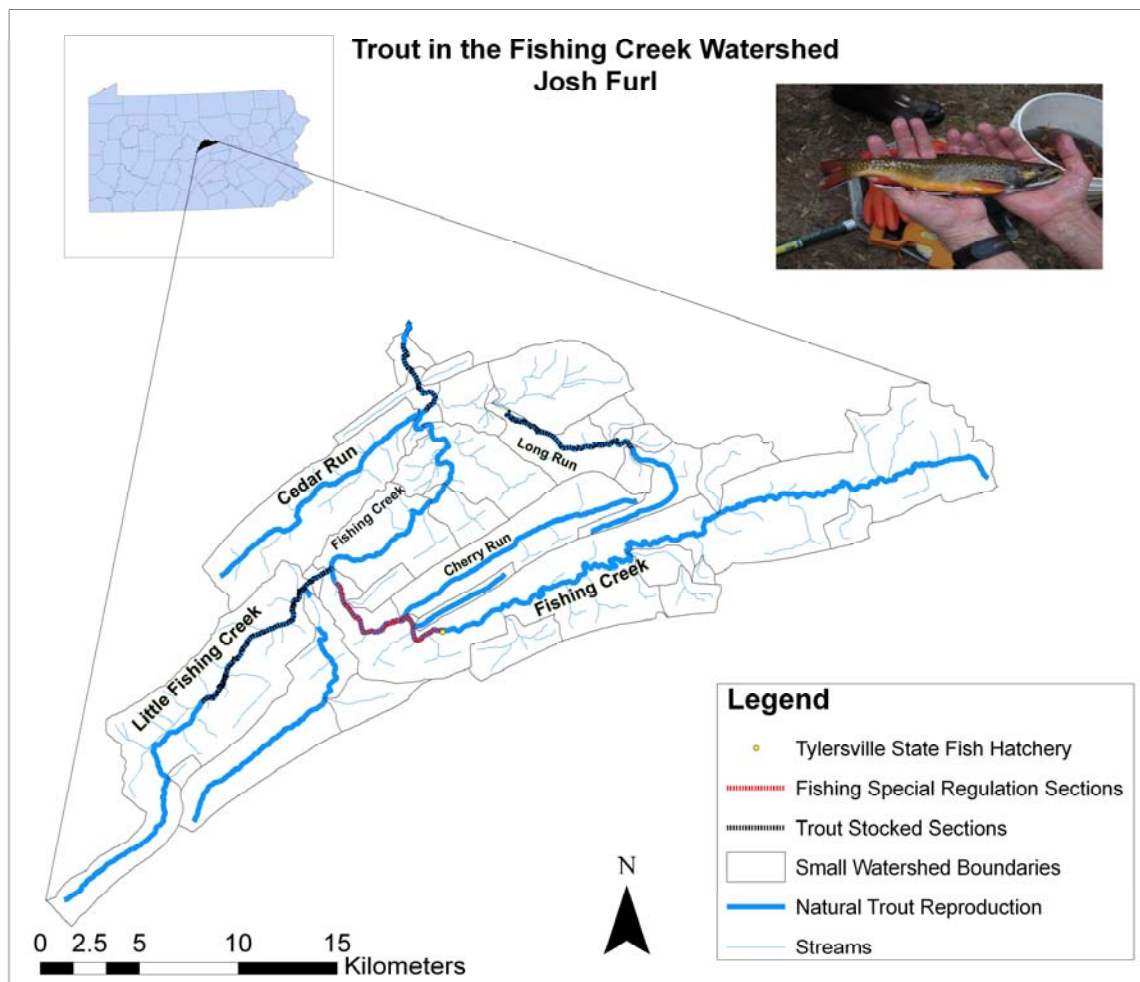 Trout in the Fishing Creek Watershed
Josh Furl
Cedar Run
Long Run
Fishing Creek
Cherry Run
Fishing Creek
Little Fishing Creek
Legend
Tylersville State Fish Hatchery
Fishing Special Regulation Sections
Trout Stocked Sections
Small Watershed Boundaries
Natural Trout Reproduction
Streams
N
0 2.5 5 10 15
Kilometers